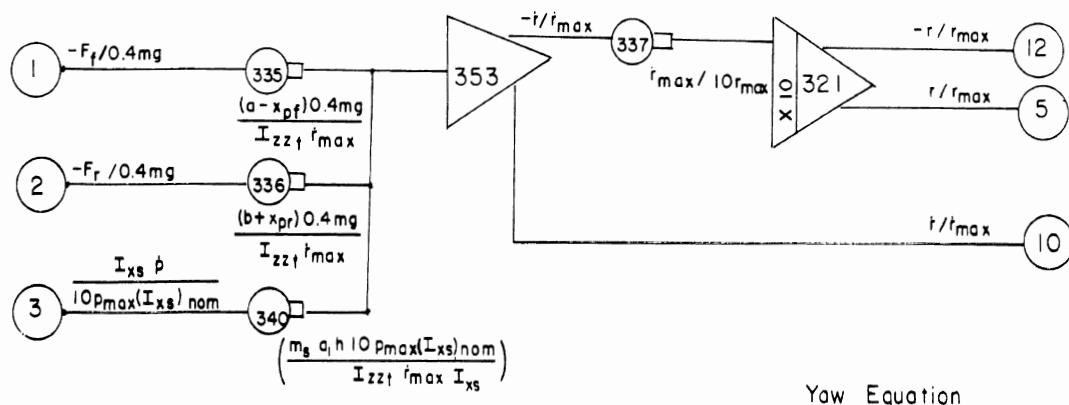 1
-F_f/0.4mg
335
(a-x_pf)0.4mg
I_zzt ṙ_max
2
-F_r/0.4mg
336
(b+x_pr)0.4mg
I_zzt ṙ_max
3
I_xs ṗ
10p_max(I_xs)nom
340
(m_s a_1 h 10 p_max(I_xs)nom
I_zzt ṙ_max I_xs)
353
-ṙ/ṙ_max
337
ṙ_max/10r_max
X 10
321
-r/r_max
12
r/r_max
5
ṙ/ṙ_max
10
Yaw Equation